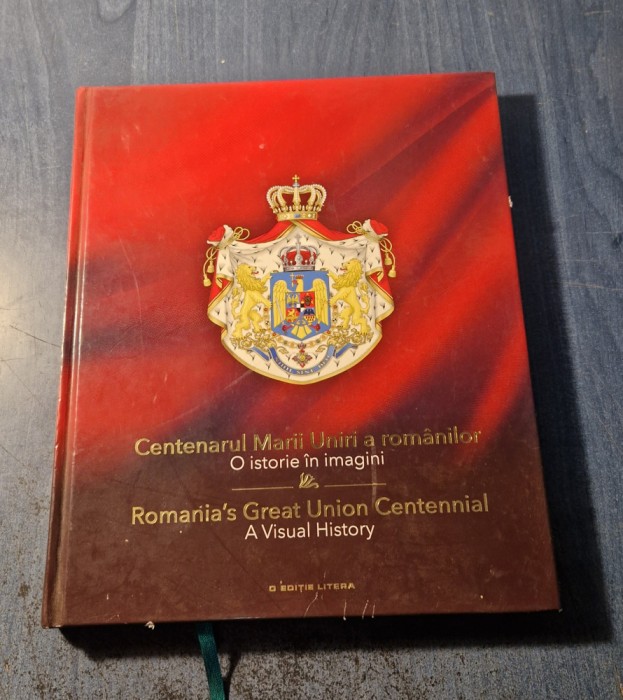 Centenarul Marii Uniri a românilor
O istorie în imagini
Romania's Great Union Centennial
A Visual History
O EDIȚIE LITERA